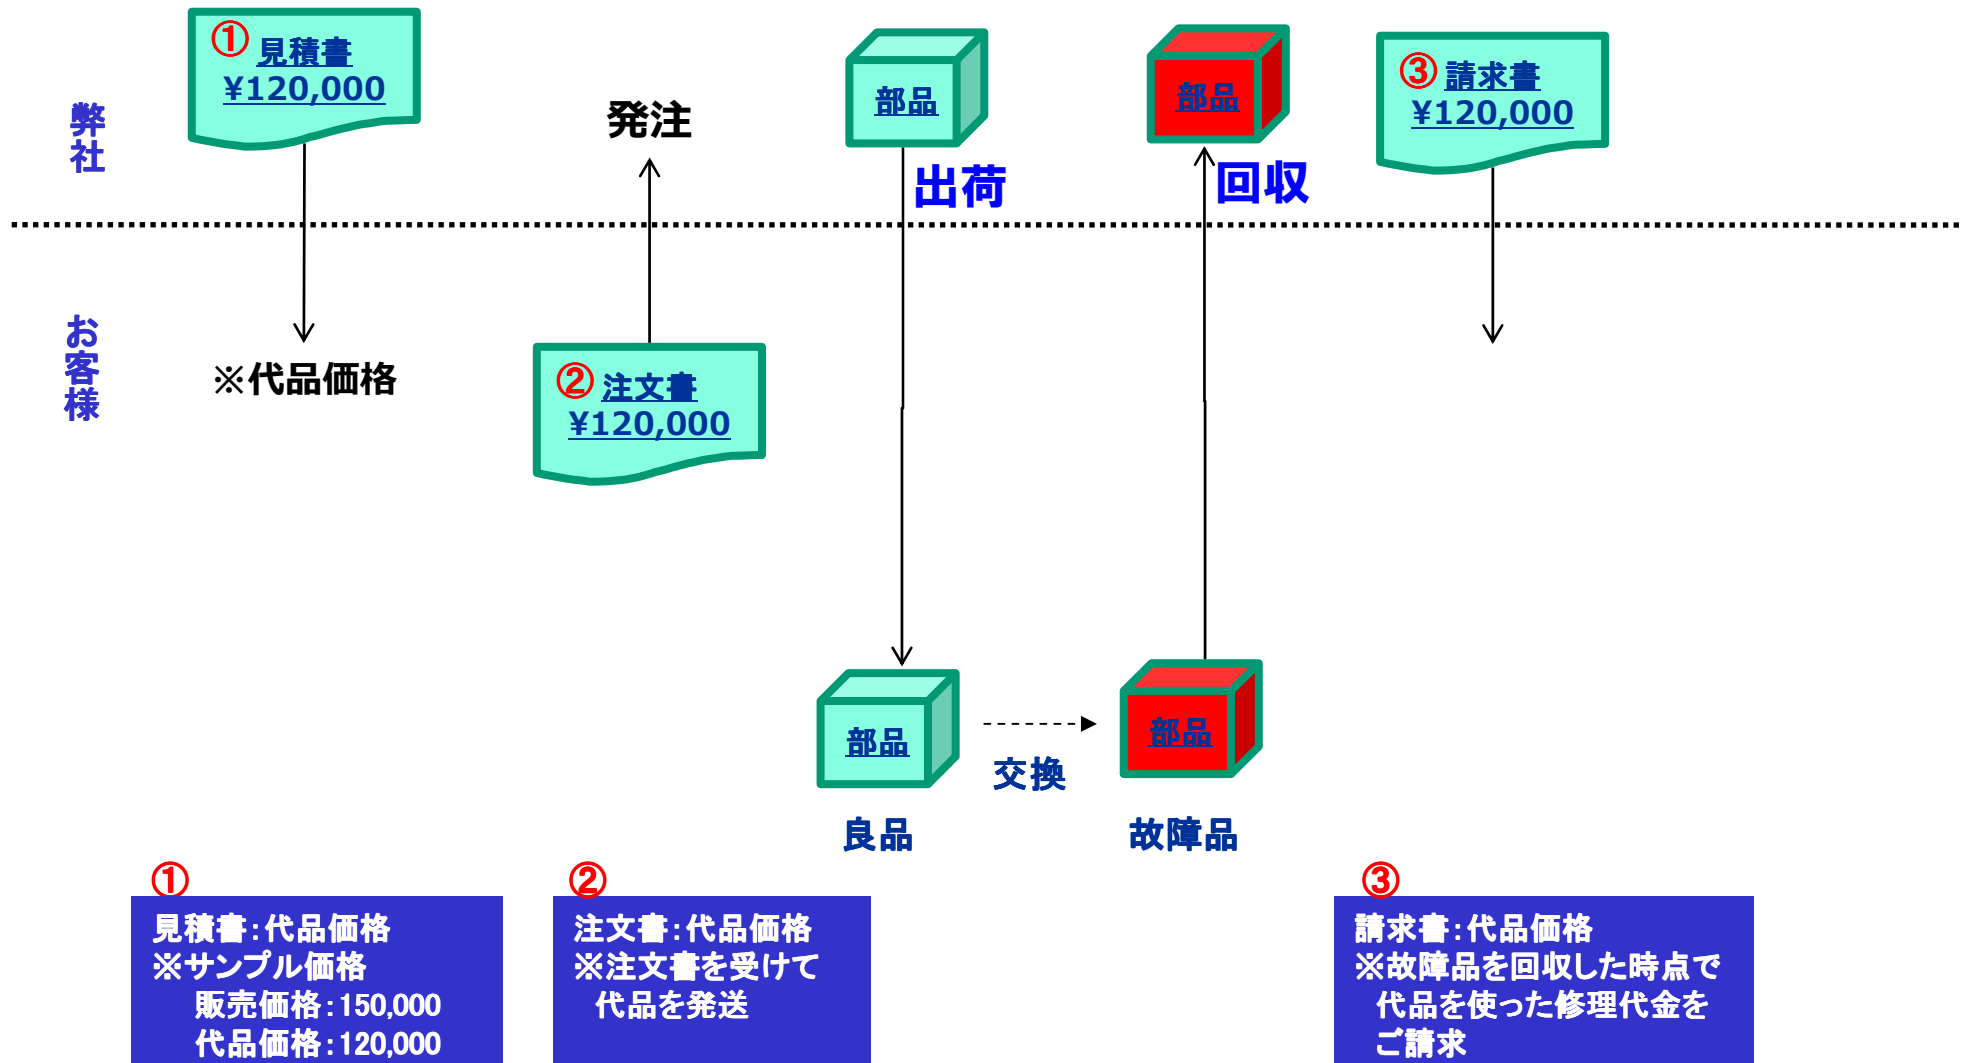 ① 見積書
¥120,000
部品
部品
③ 請求書
¥120,000
弊社
発注
出荷
回収
お客様
※代品価格
② 注文書
¥120,000
部品
部品
交換
良品
故障品
①
見積書:代品価格
※サンプル価格
販売価格:150,000
代品価格:120,000
②
注文書:代品価格
※注文書を受けて
代品を発送
③
請求書:代品価格
※故障品を回収した時点で
代品を使った修理代金を
ご請求